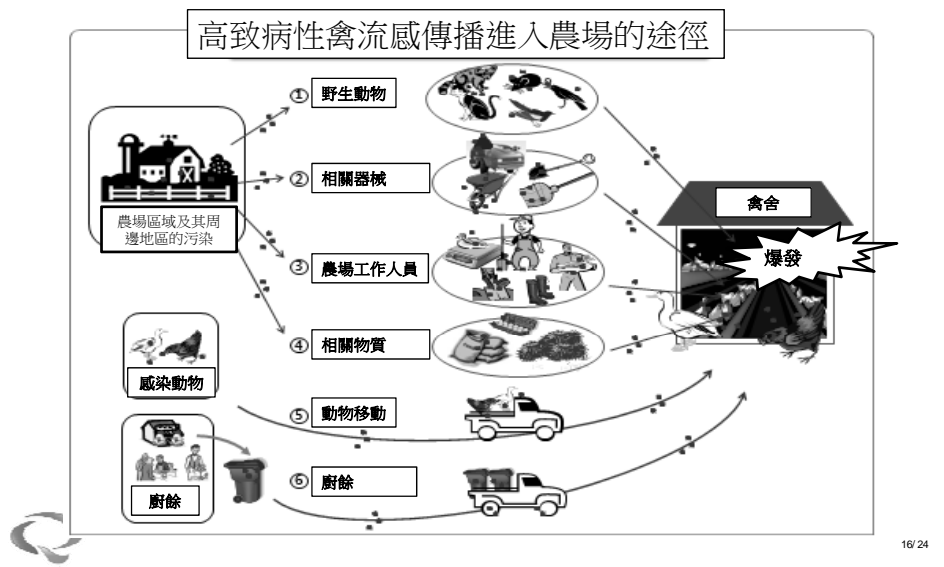 高致病性禽流感傳播進入農場的途徑
① 野生動物
② 相關器械
農場區域及其周
邊地區的污染
③ 農場工作人員
④ 相關物質
禽舍
爆發
感染動物
⑤ 動物移動
廚餘
⑥ 廚餘
16/24